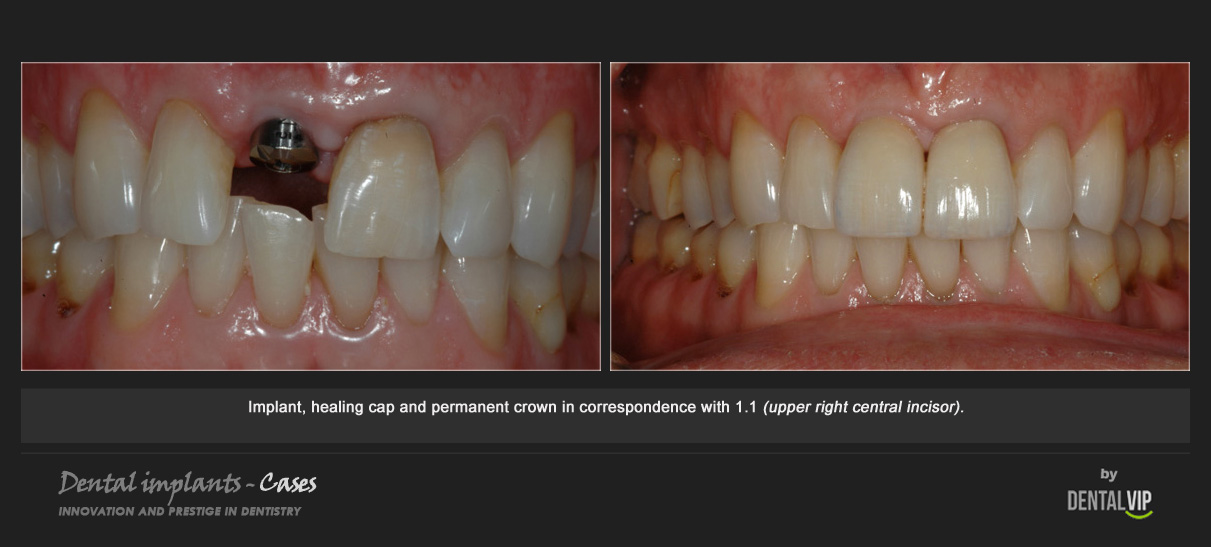 Implant, healing cap and permanent crown in correspondence with 1.1 (upper right central incisor).
Dental implants - Cases
INNOVATION AND PRESTIGE IN DENTISTRY
by
DENTALVIP